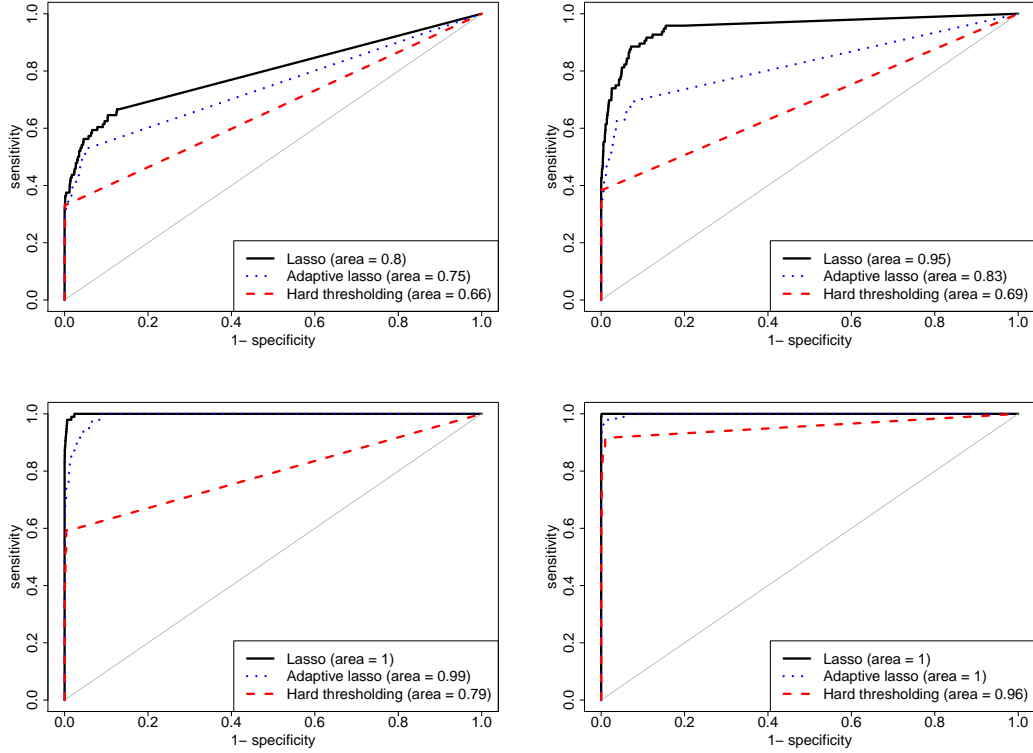 1.0
0.8
0.6
0.4
0.2
0.0
sensitivity
Lasso (area = 0.8)
Adaptive lasso (area = 0.75)
Hard thresholding (area = 0.66)
0.0 0.2 0.4 0.6 0.8 1.0
1− specificity
1.0
0.8
0.6
0.4
0.2
0.0
sensitivity
Lasso (area = 0.95)
Adaptive lasso (area = 0.83)
Hard thresholding (area = 0.69)
0.0 0.2 0.4 0.6 0.8 1.0
1− specificity
1.0
0.8
0.6
0.4
0.2
0.0
sensitivity
Lasso (area = 1)
Adaptive lasso (area = 0.99)
Hard thresholding (area = 0.79)
0.0 0.2 0.4 0.6 0.8 1.0
1− specificity
1.0
0.8
0.6
0.4
0.2
0.0
sensitivity
Lasso (area = 1)
Adaptive lasso (area = 1)
Hard thresholding (area = 0.96)
0.0 0.2 0.4 0.6 0.8 1.0
1− specificity